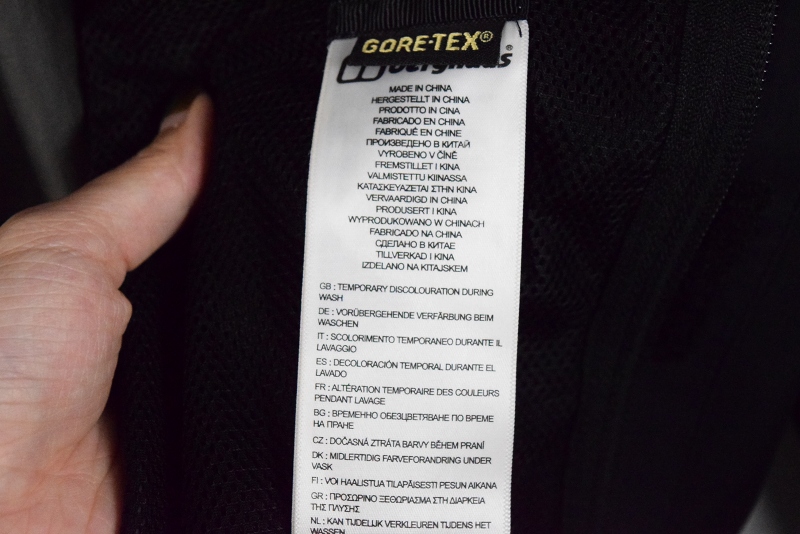 GORE-TEX®
berghaus®
MADE IN CHINA
HERGESTELLT IN CHINA
PRODOTTO IN CINA
FABRICADO EN CHINA
FABRIQUÉ EN CHINE
ПРОИЗВЕДЕНО В КИТАЙ
VYROBENO V ČÍNĚ
FREMSTILLET I KINA
VALMISTETTU KIINASSA
ΚΑΤΑΣΚΕΥΑΖΕΤΑΙ ΣΤΗΝ ΚΙΝΑ
VERVAARDIGD IN CHINA
PRODUSERT I KINA
WYPRODUKOWANO W CHINACH
FABRICADO NA CHINA
СДЕЛАНО В КИТАЕ
TILLVERKAD I KINA
IZDELANO NA KITAJSKEM
GB : TEMPORARY DISCOLOURATION DURING
WASH
DE : VORÜBERGEHENDE VERFÄRBUNG BEIM
WASCHEN
IT : SCOLORIMENTO TEMPORANEO DURANTE IL
LAVAGGIO
ES : DECOLORACIÓN TEMPORAL DURANTE EL
LAVADO
FR : ALTÉRATION TEMPORAIRE DES COULEURS
PENDANT LAVAGE
BG : ВРЕМЕННО ОБЕЗЦВЕТЯВАНЕ ПО ВРЕМЕ
НА ПРАНЕ
CZ : DOČASNÁ ZTRÁTA BARVY BĚHEM PRANÍ
DK : MIDLERTIDIG FARVEFORANDRING UNDER
VASK
FI : VOI HAALISTUA TILAPÄISESTI PESUN AIKANA
GR : ΠΡΟΣΩΡΙΝΟ ΞΕΘΩΡΙΑΣΜΑ ΣΤΗ ΔΙΑΡΚΕΙΑ
ΤΗΣ ΠΛΥΣΗΣ
NL : KAN TIJDELIJK VERKLEUREN TIJDENS HET
WASSEN